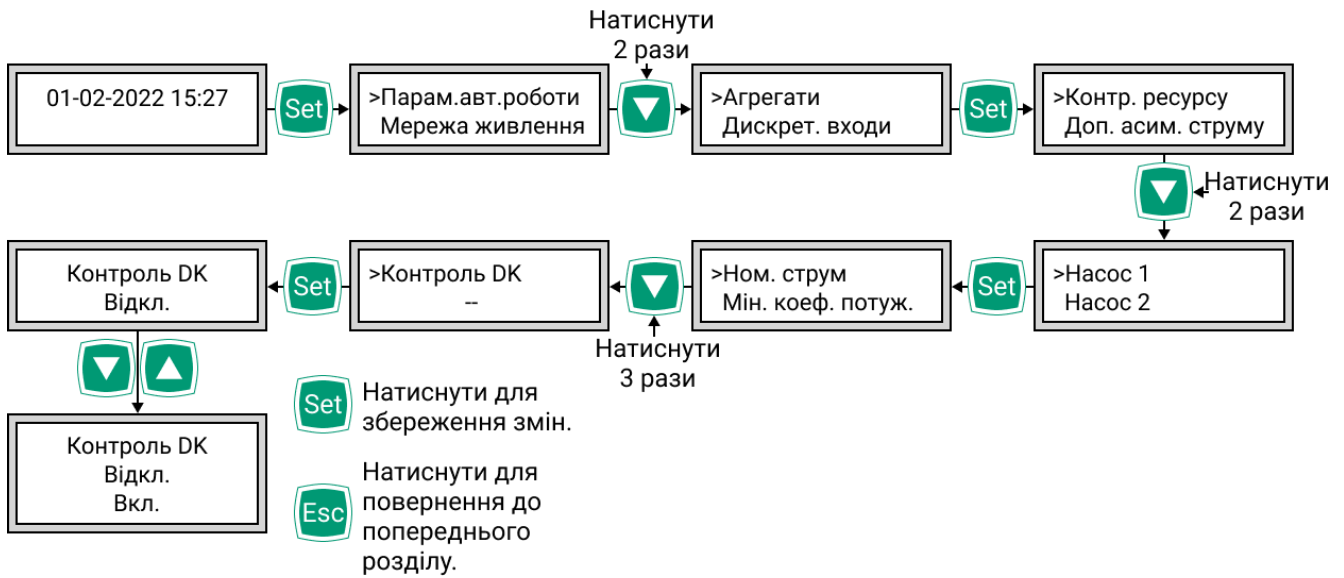 Натиснути
2 рази
01-02-2022 15:27
Set
>Парам.авт.роботи
Мережа живлення
>Агрегати
Дискрет. входи
Set
>Контр. ресурсу
Доп. асим. струму
Натиснути
2 рази
Контроль DK
Відкл.
Set
>Контроль DK
--
>Ном. струм
Мін. коеф. потуж.
Set
>Насос 1
Насос 2
Натиснути
3 рази
Set
Натиснути для
збереження змін.
Контроль DK
Відкл.
Вкл.
Esc
Натиснути для
повернення до
попереднього
розділу.